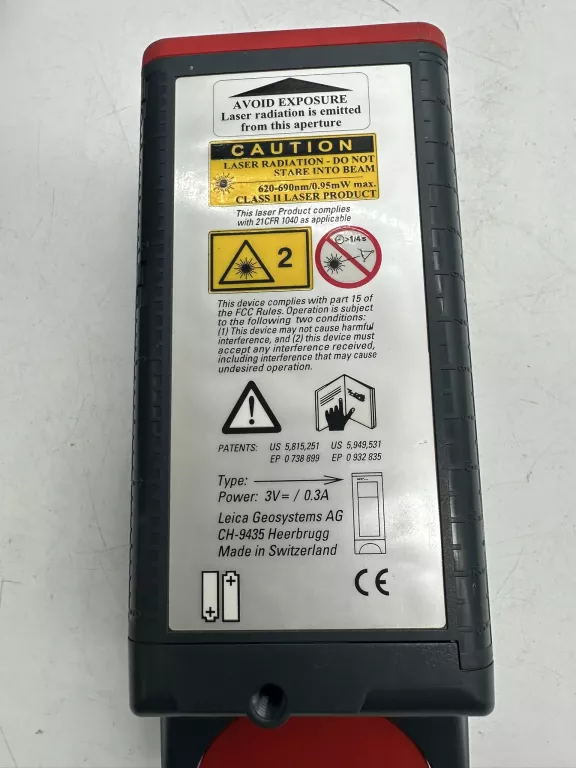 AVOID EXPOSURE
Laser radiation is emitted
from this aperture
CAUTION
LASER RADIATION - DO NOT
STARE INTO BEAM
620-690nm/0.95mW max.
CLASS II LASER PRODUCT
This laser Product complies
with 21CFR 1040 as applicable
2
>1/4s
This device complies with part 15 of
the FCC Rules. Operation is subject
to the following two conditions:
(1) This device may not cause harmful
interference, and (2) this device must
accept any interference received,
including interference that may cause
undesired operation.
PATENTS: US 5,815,251 US 5,949,531
EP 0 738 899 EP 0 932 835
Type:
Power: 3V= / 0.3A
Leica Geosystems AG
CH-9435 Heerbrugg
Made in Switzerland
CE